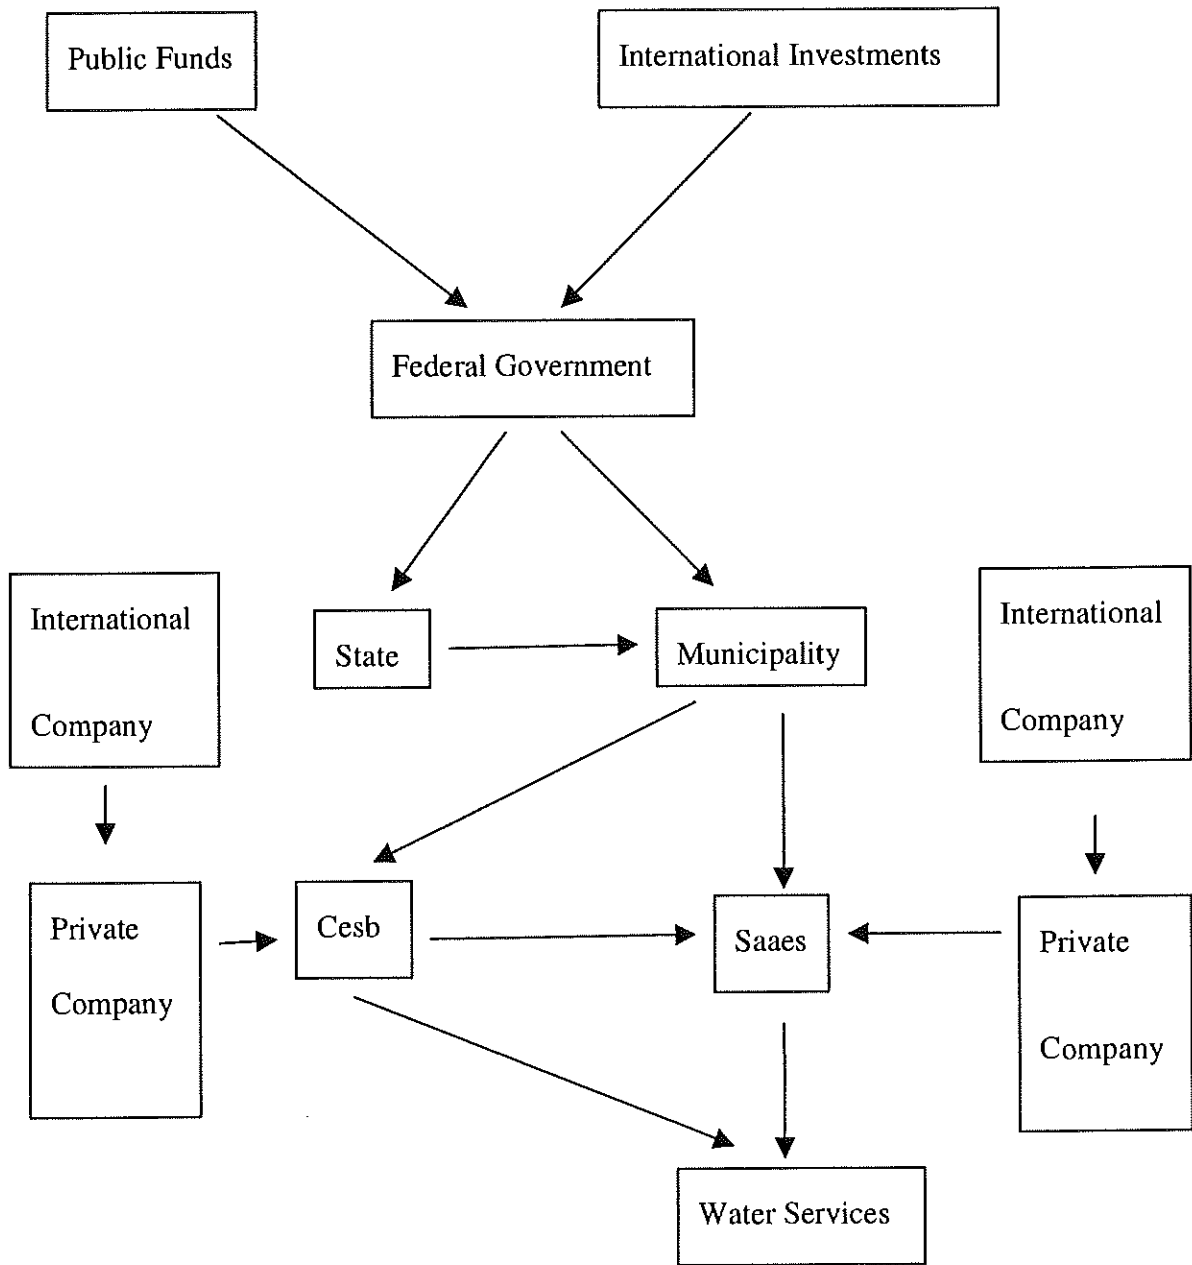 Public Funds
International Investments
Federal Government
International
Company
State
Municipality
International
Company
Private
Company
Cesb
Saaes
Private
Company
Water Services